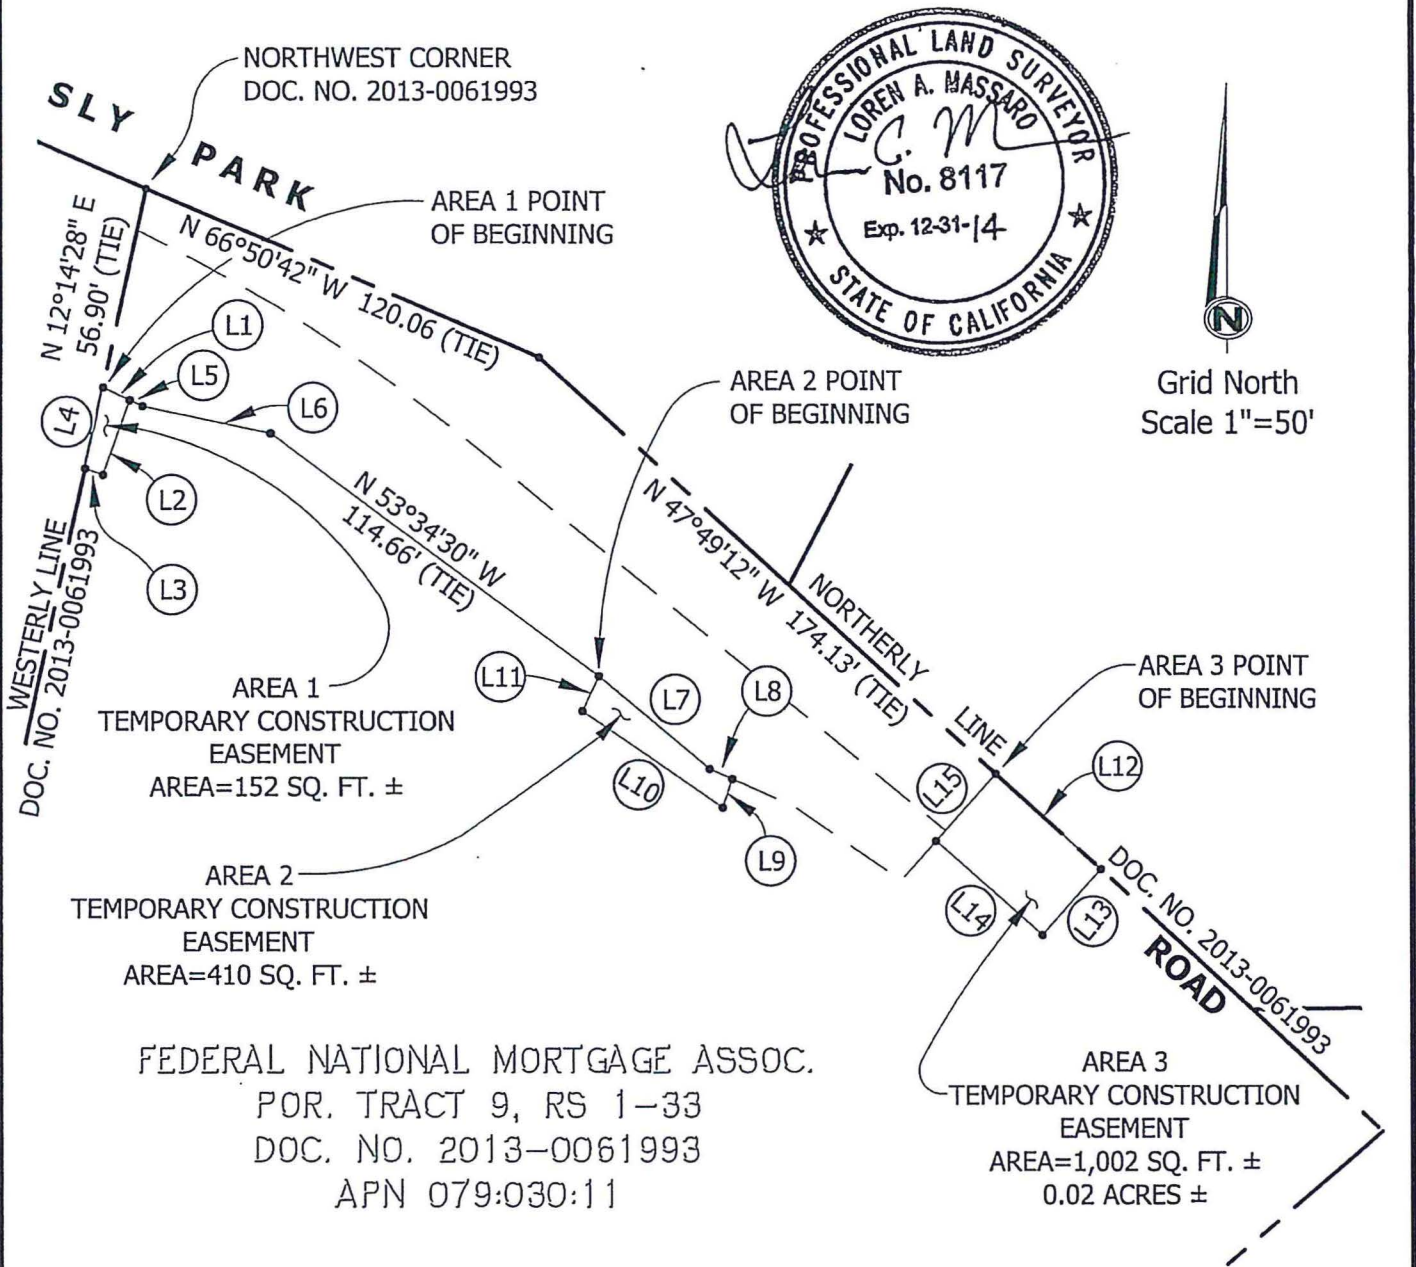 NORTHWEST CORNER
DOC. NO. 2013-0061993
SLY PARK
N 66°50'42" W 120.06 (TIE)
N 12°14'28" E
56.90' (TIE)
AREA 1 POINT
OF BEGINNING
PROFESSIONAL LAND SURVEYOR
LOREN A. MASSARO
No. 8117
Exp. 12-31-14
STATE OF CALIFORNIA
N
Grid North
Scale 1"=50'
L1
L5
L6
L4
L2
L3
AREA 2 POINT
OF BEGINNING
N 53°34'30" W
114.66' (TIE)
N 47°49'12" W 174.13' (TIE)
NORTHERLY LINE DOC. NO. 2013-0061993
WESTERLY LINE
DOC. NO. 2013-0061993
L11
L7
L8
L10
L9
AREA 3 POINT
OF BEGINNING
L12
L15
L14
L13
ROAD
AREA 1
TEMPORARY CONSTRUCTION
EASEMENT
AREA=152 SQ. FT. ±
AREA 2
TEMPORARY CONSTRUCTION
EASEMENT
AREA=410 SQ. FT. ±
AREA 3
TEMPORARY CONSTRUCTION
EASEMENT
AREA=1,002 SQ. FT. ±
0.02 ACRES ±
FEDERAL NATIONAL MORTGAGE ASSOC.
POR. TRACT 9, RS 1-33
DOC. NO. 2013-0061993
APN 079:030:11